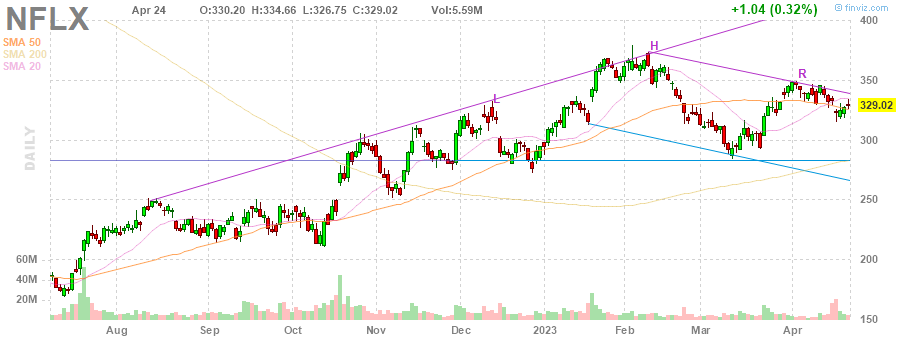 NFLX Apr 24 O:330.20 H:334.66 L:326.75 C:329.02 Vol:5.59M +1.04 (0.32%) © finviz.com
SMA 50
SMA 200
SMA 20
DAILY
L
H
R
400
350
329.02
300
250
200
150
60M
40M
20M
Aug Sep Oct Nov Dec 2023 Feb Mar Apr